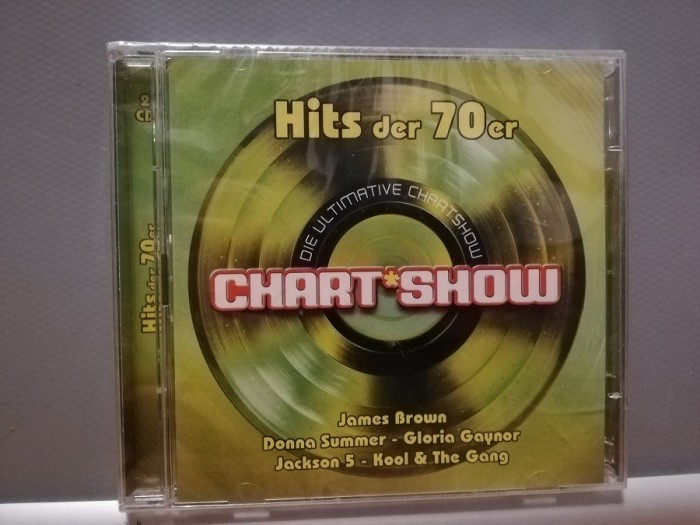 2
CD
Hits der 70er
Hits der 70er
DIE ULTIMATIVE CHARTSHOW
CHART*SHOW
James Brown
Donna Summer - Gloria Gaynor
Jackson 5 - Kool & The Gang